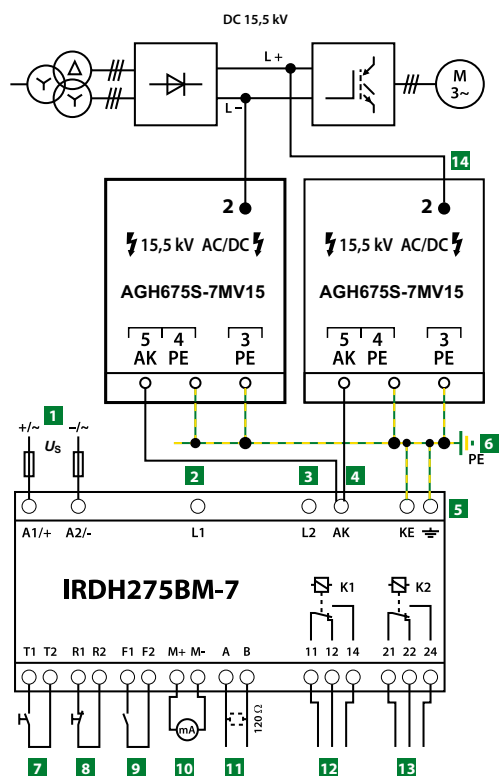 DC 15,5 kV
L+
L-
M
3~
14
2
2
15,5 kV AC/DC
15,5 kV AC/DC
AGH675S-7MV15
AGH675S-7MV15
5 4 3
AK PE PE
5 4 3
AK PE PE
+/~ 1 -/~
Us
6
PE
2 3 4
5
A1/+ A2/- L1 L2 AK KE
IRDH275BM-7
K1 K2
T1 T2 R1 R2 F1 F2 M+ M- A B 11 12 14 21 22 24
mA
120 Ω
7 8 9 10 11 12 13